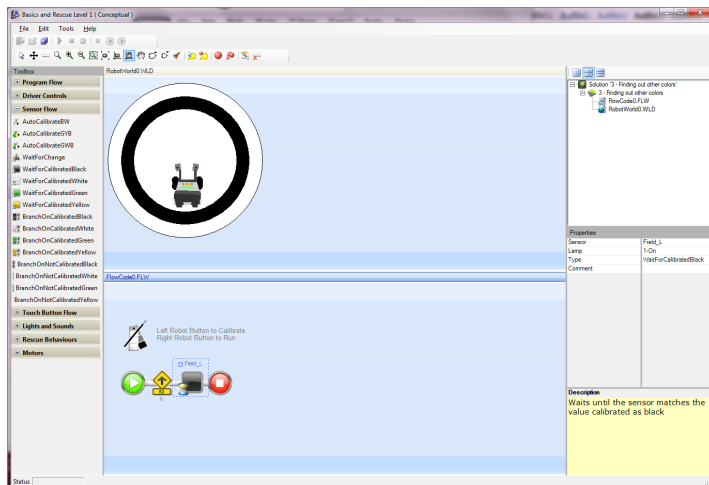 Basics and Rescue Level 1 ( Conceptual )
File Edit Tools Help
Toolbox
Program Flow
Driver Controls
Sensor Flow
AutoCalibrateBW
AutoCalibrateGYB
AutoCalibrateGWB
WaitForChange
WaitForCalibratedBlack
WaitForCalibratedWhite
WaitForCalibratedGreen
WaitForCalibratedYellow
BranchOnCalibratedBlack
BranchOnCalibratedWhite
BranchOnCalibratedGreen
BranchOnCalibratedYellow
BranchOnNotCalibratedBlack
BranchOnNotCalibratedWhite
BranchOnNotCalibratedGreen
BranchOnNotCalibratedYellow
Touch Button Flow
Lights and Sounds
Rescue Behaviours
Motors
Status
RobotWorld0.WLD
FlowCode0.FLW
Left Robot Button to Calibrate
Right Robot Button to Run
Field_L
Solution '3 - Finding out other colors'
3 - Finding out other colors
FlowCode0.FLW
RobotWorld0.WLD
Properties
Sensor Field_L
Lamp 1-On
Type WaitForCalibratedBlack
Comment
Description
Waits until the sensor matches the
value calibrated as black